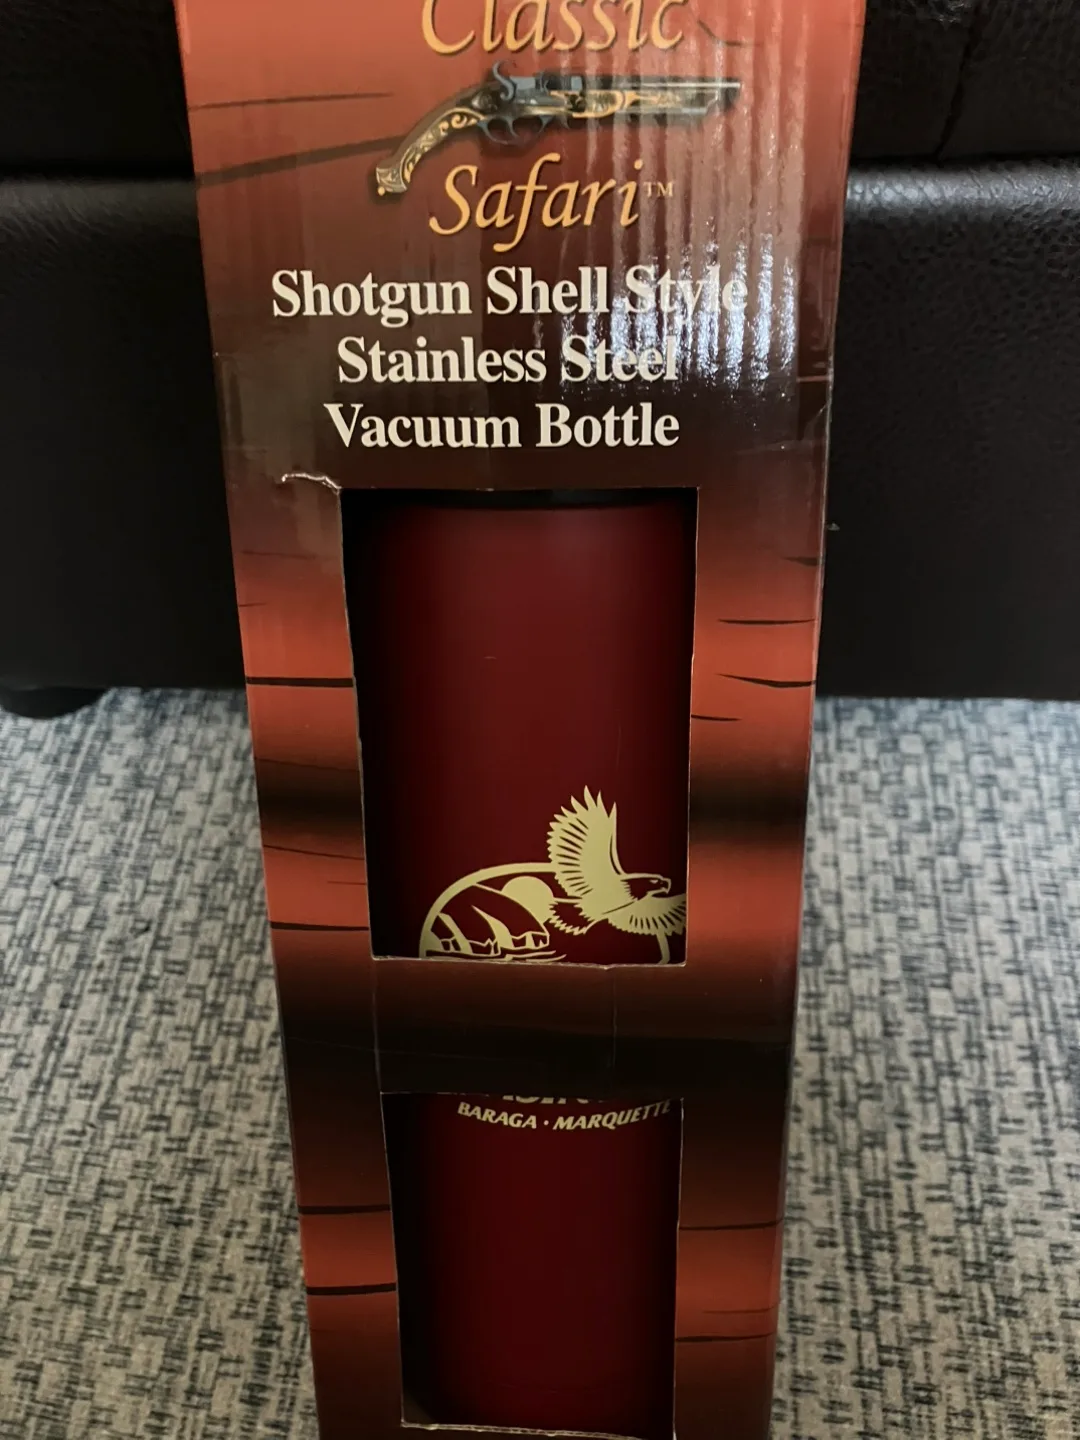 Classic
Safari™
Shotgun Shell Style
Stainless Steel
Vacuum Bottle
BARAGA • MARQUETTE